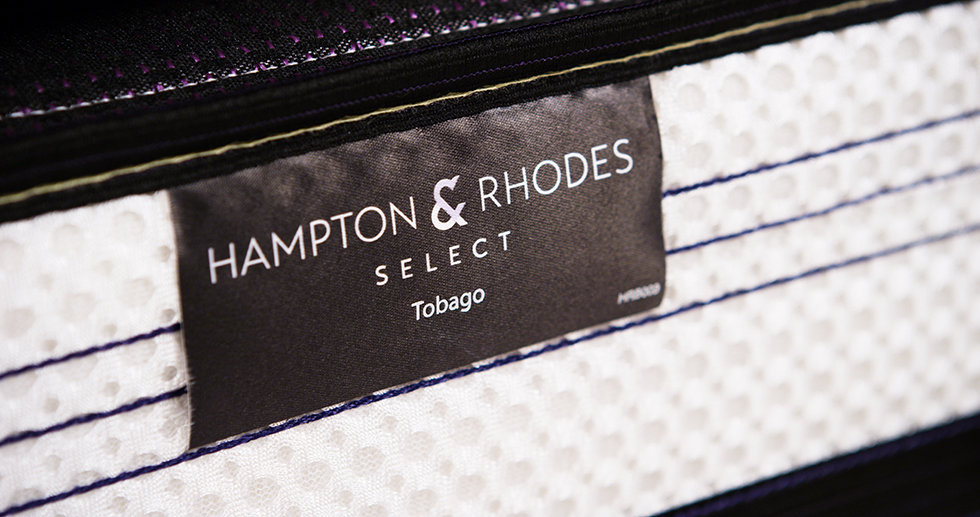 HAMPTON & RHODES
SELECT
Tobago